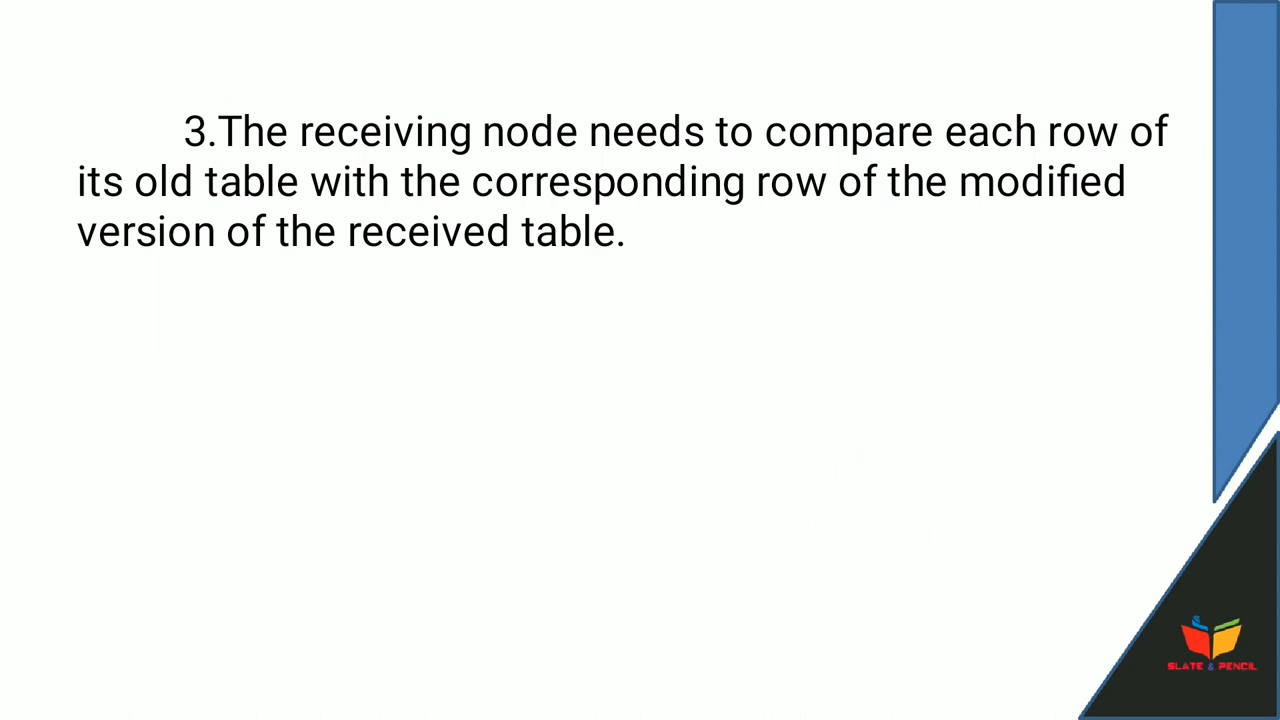 3.The receiving node needs to compare each row of
its old table with the corresponding row of the modified
version of the received table.
SLATE & PENCIL